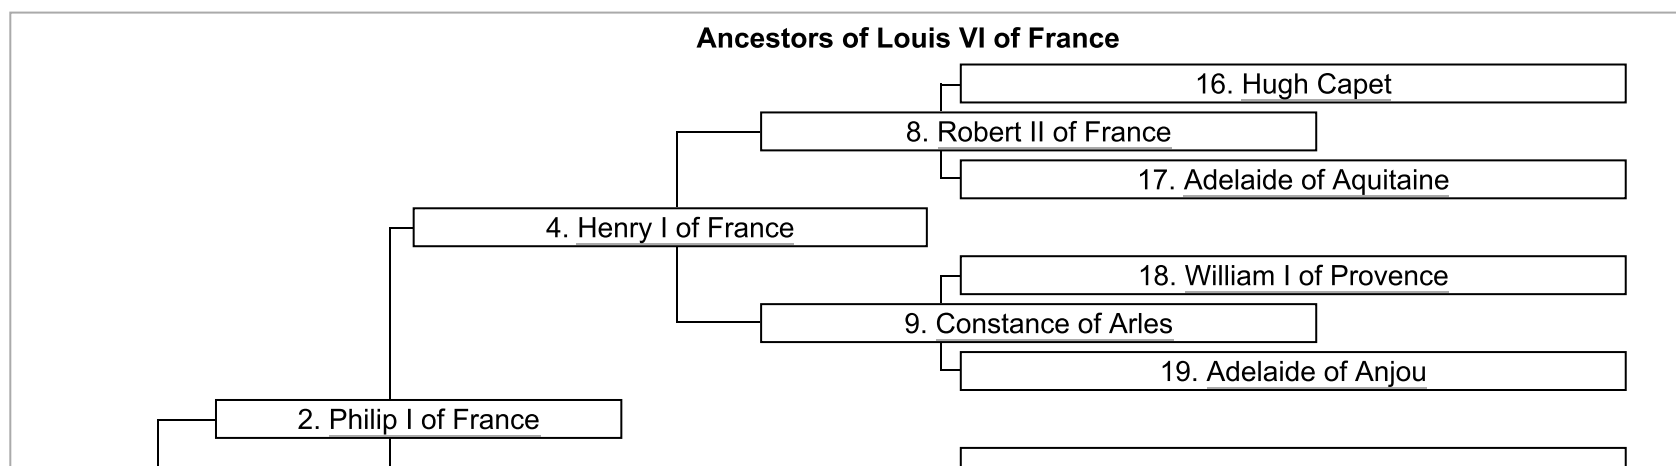 Ancestors of Louis VI of France
16. Hugh Capet
8. Robert II of France
17. Adelaide of Aquitaine
4. Henry I of France
18. William I of Provence
9. Constance of Arles
19. Adelaide of Anjou
2. Philip I of France